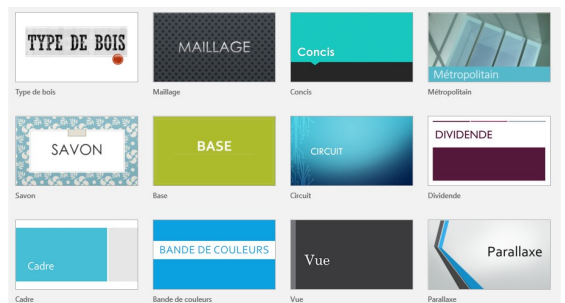 TYPE DE BOIS
MAILLAGE
Concis
Métropolitain
Type de bois
Maillage
Concis
Métropolitain
SAVON
BASE
CIRCUIT
DIVIDENDE
Savon
Base
Circuit
Dividende
Cadre
BANDE DE COULEURS
Vue
Parallaxe
Cadre
Bande de couleurs
Vue
Parallaxe